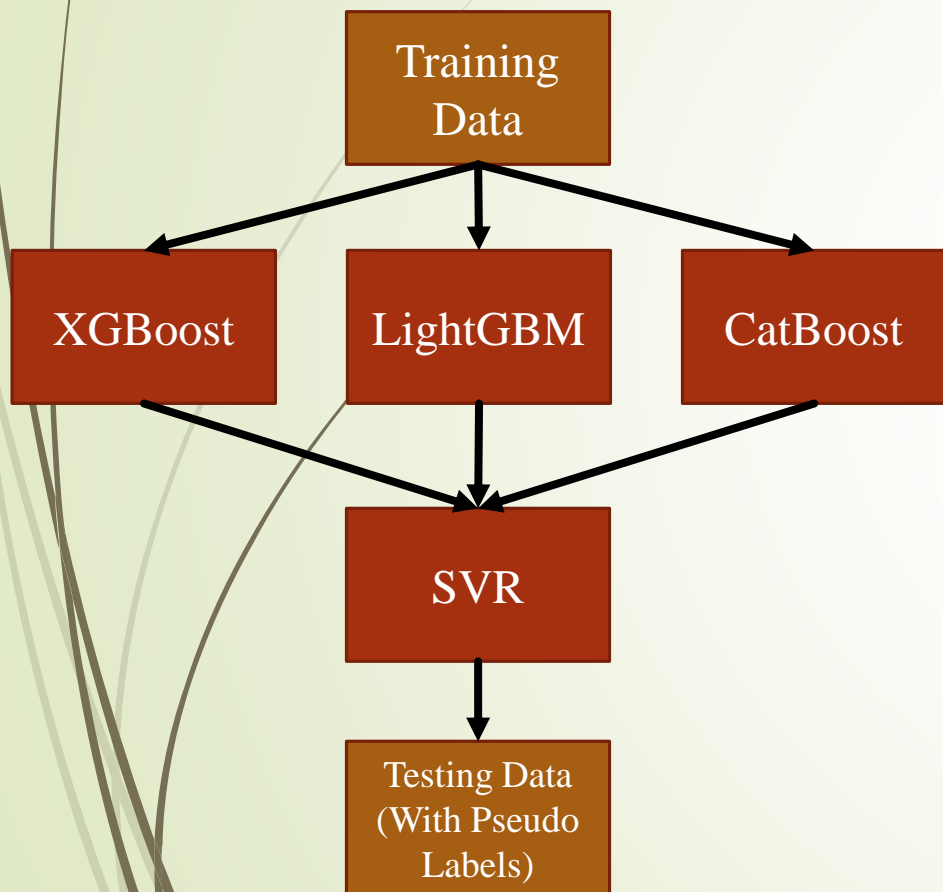 Training
Data
XGBoost
LightGBM
CatBoost
SVR
Testing Data
(With Pseudo
Labels)